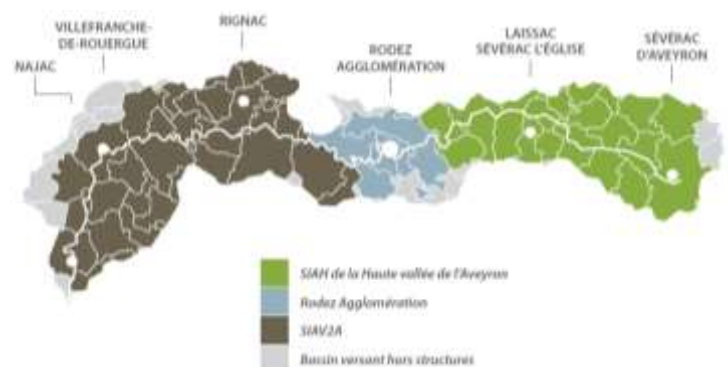 VILLEFRANCHE-
DE-ROUERGUE
RIGNAC
NAJAC
RODEZ
AGGLOMÉRATION
LAISSAC
SÉVÉRAC L'ÉGLISE
SÉVÉRAC
D'AVEYRON
SIAH de la Haute vallée de l'Aveyron
Rodez Agglomération
SIAV2A
Bassin versant hors structures